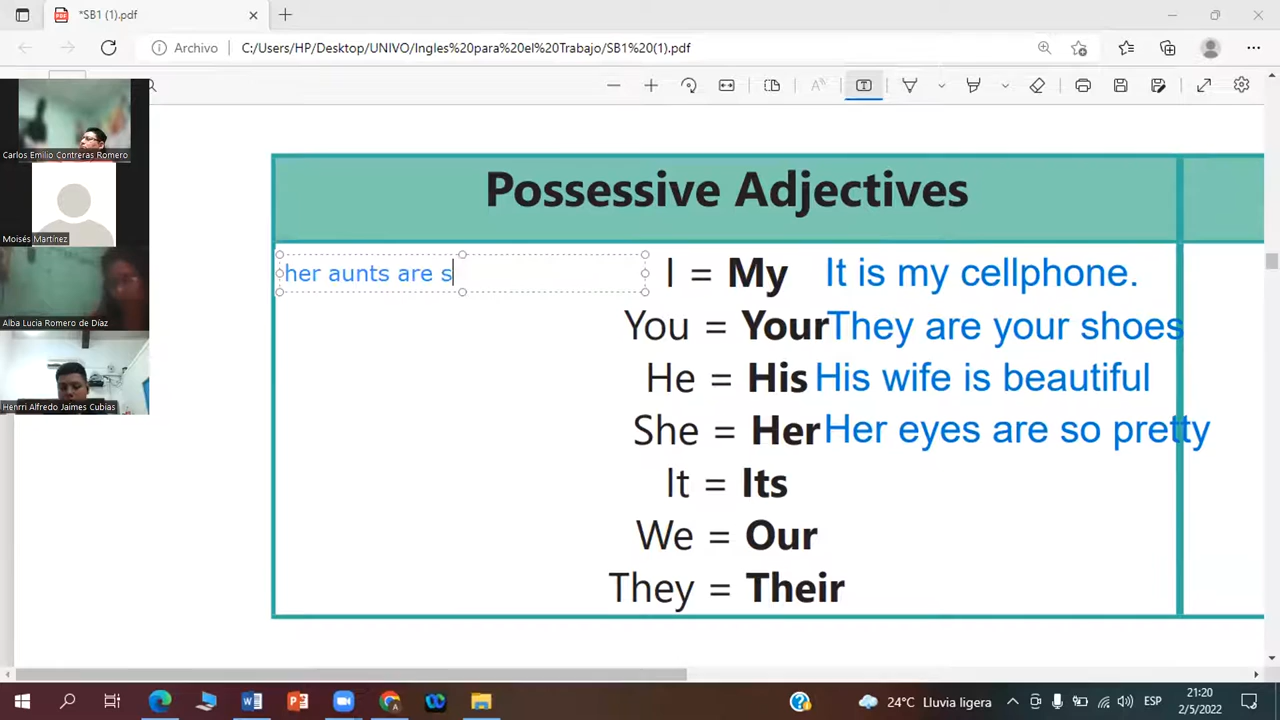 *SB1 (1).pdf
Archivo
C:/Users/HP/Desktop/UNIVO/Ingles%20para%20el%20Trabajo/SB1%20(1).pdf
Carlos Emilio Contreras Romero
Moisés Martínez
Alba Lucia Romero de Díaz
Henrri Alfredo Jaimes Cubias
Possessive Adjectives
her aunts are s
I = My It is my cellphone.
You = Your They are your shoes
He = His His wife is beautiful
She = Her Her eyes are so pretty
It = Its
We = Our
They = Their
24°C Lluvia ligera
ESP
21:20
2/5/2022